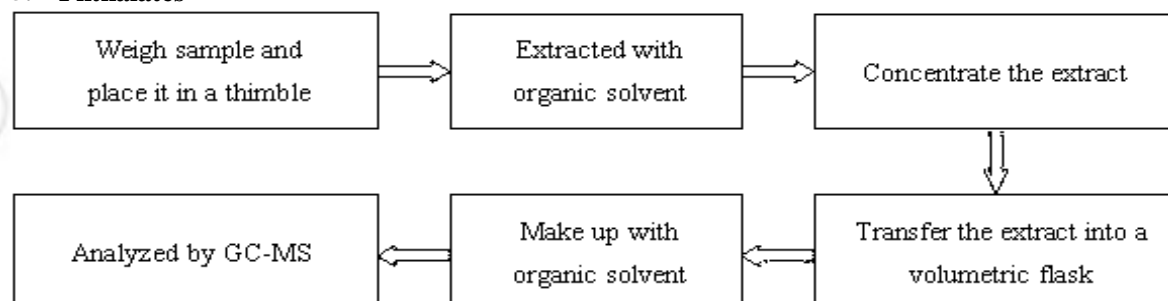 Phthalates
Weigh sample and
place it in a thimble
Extracted with
organic solvent
Concentrate the extract
Transfer the extract into a
volumetric flask
Make up with
organic solvent
Analyzed by GC-MS